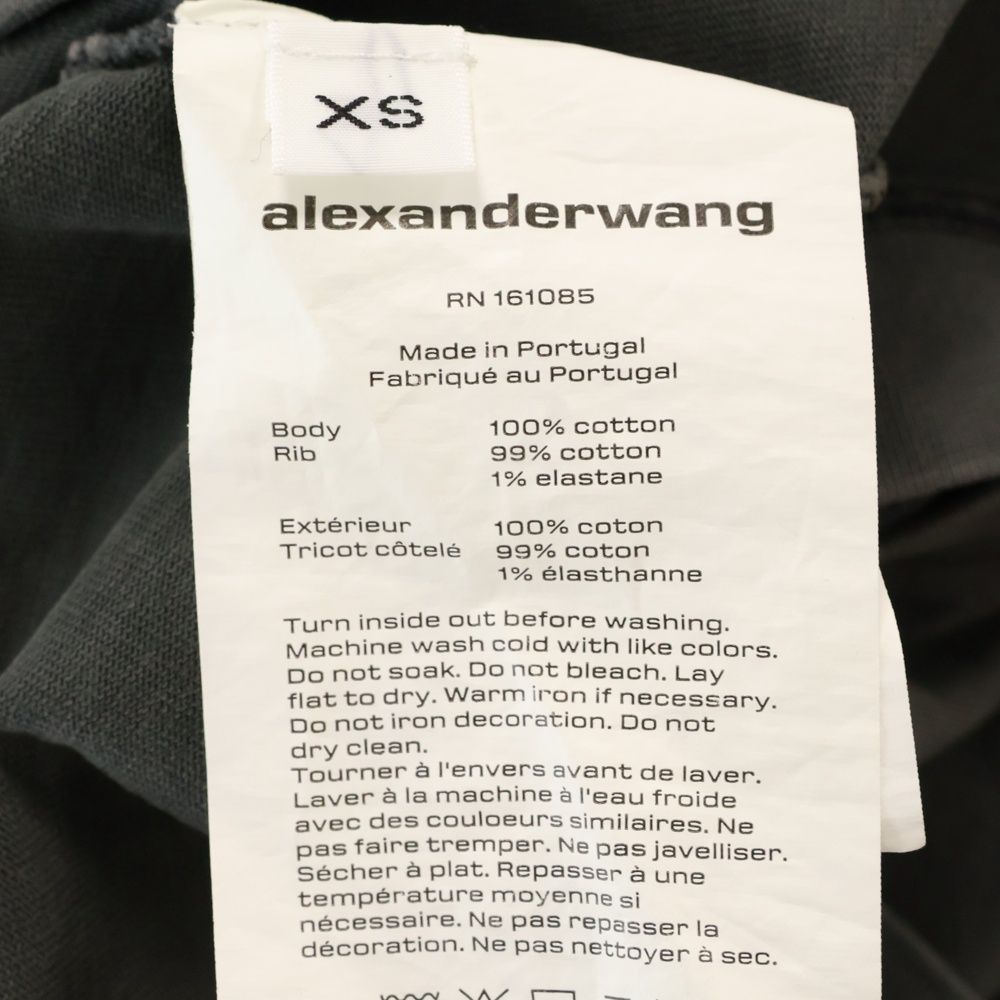 XS
alexanderwang
RN 161085
Made in Portugal
Fabriqué au Portugal
Body 100% cotton
Rib 99% cotton
1% elastane
Extérieur 100% coton
Tricot côtelé 99% coton
1% élasthanne
Turn inside out before washing.
Machine wash cold with like colors.
Do not soak. Do not bleach. Lay
flat to dry. Warm iron if necessary.
Do not iron decoration. Do not
dry clean.
Tourner à l'envers avant de laver.
Laver à la machine à l'eau froide
avec des couloeurs similaires. Ne
pas faire tremper. Ne pas javelliser.
Sécher à plat. Repasser à une
température moyenne si
nécessaire. Ne pas repasser la
décoration. Ne pas nettoyer à sec.